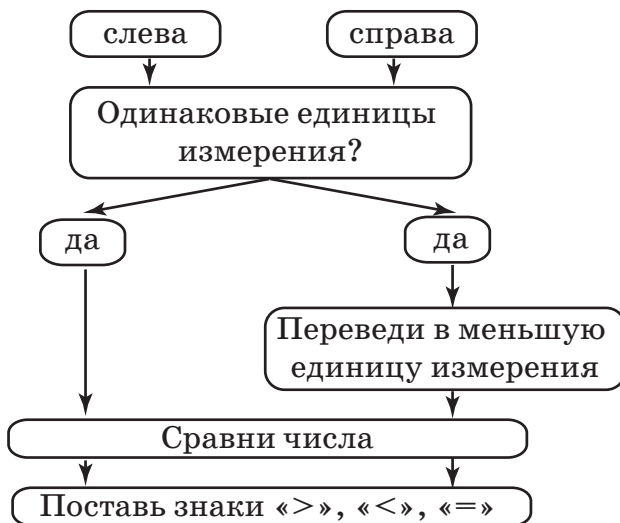 слева
справа
Одинаковые единицы
измерения?
да
да
Переведи в меньшую
единицу измерения
Сравни числа
Поставь знаки «>», «<», «=»